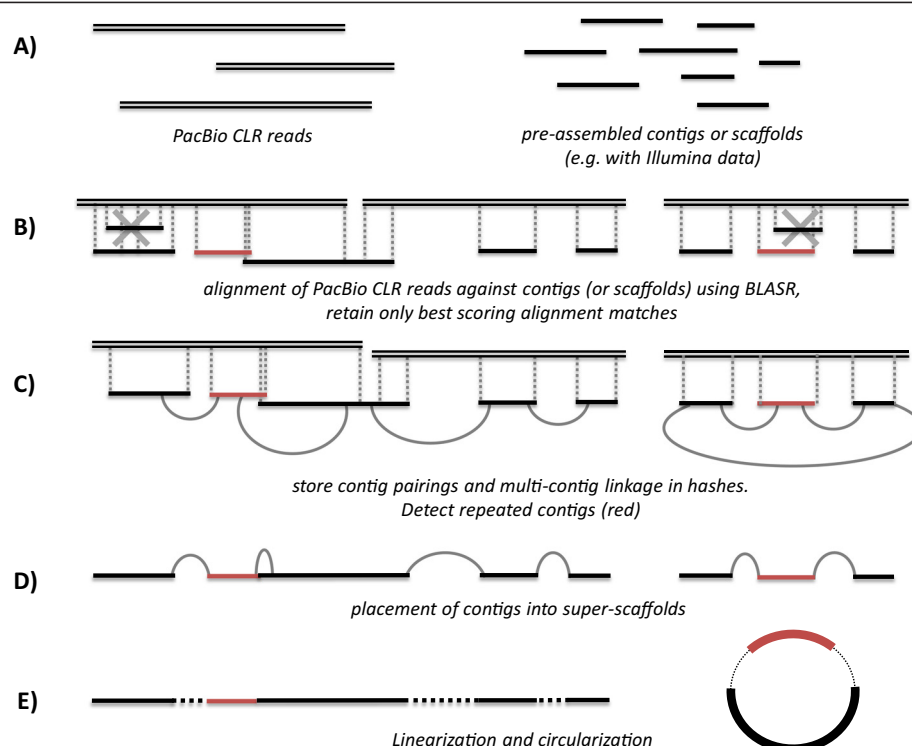 A)
PacBio CLR reads
pre-assembled contigs or scaffolds
(e.g. with Illumina data)
B)
alignment of PacBio CLR reads against contigs (or scaffolds) using BLASR,
retain only best scoring alignment matches
C)
store contig pairings and multi-contig linkage in hashes.
Detect repeated contigs (red)
D)
placement of contigs into super-scaffolds
E)
Linearization and circularization